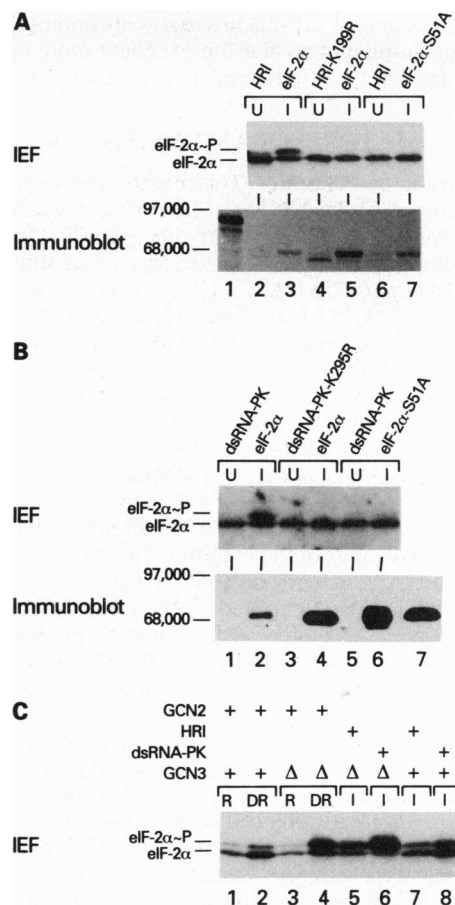 A
HRI eIF-2α HRI-K199R eIF-2α HRI eIF-2α-S51A
U I U I U I
IEF eIF-2α~P
eIF-2α
97,000
Immunoblot 68,000
1 2 3 4 5 6 7
B
dsRNA-PK eIF-2α dsRNA-PK-K295R eIF-2α dsRNA-PK eIF-2α-S51A
U I U I U I
IEF eIF-2α~P
eIF-2α
97,000
Immunoblot 68,000
1 2 3 4 5 6 7
C
GCN2 + + + +
HRI + +
dsRNA-PK + +
GCN3 + + Δ Δ Δ Δ + +
R DR R DR I I I I
IEF eIF-2α~P
eIF-2α
1 2 3 4 5 6 7 8